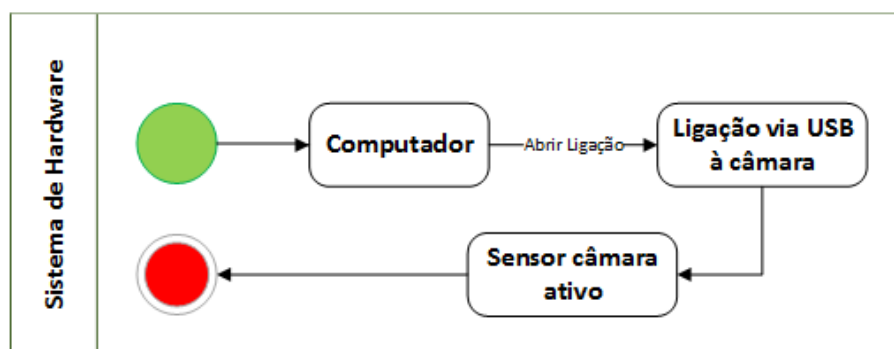 Sistema de Hardware
Computador
Abrir Ligação
Ligação via USB
à câmara
Sensor câmara
ativo